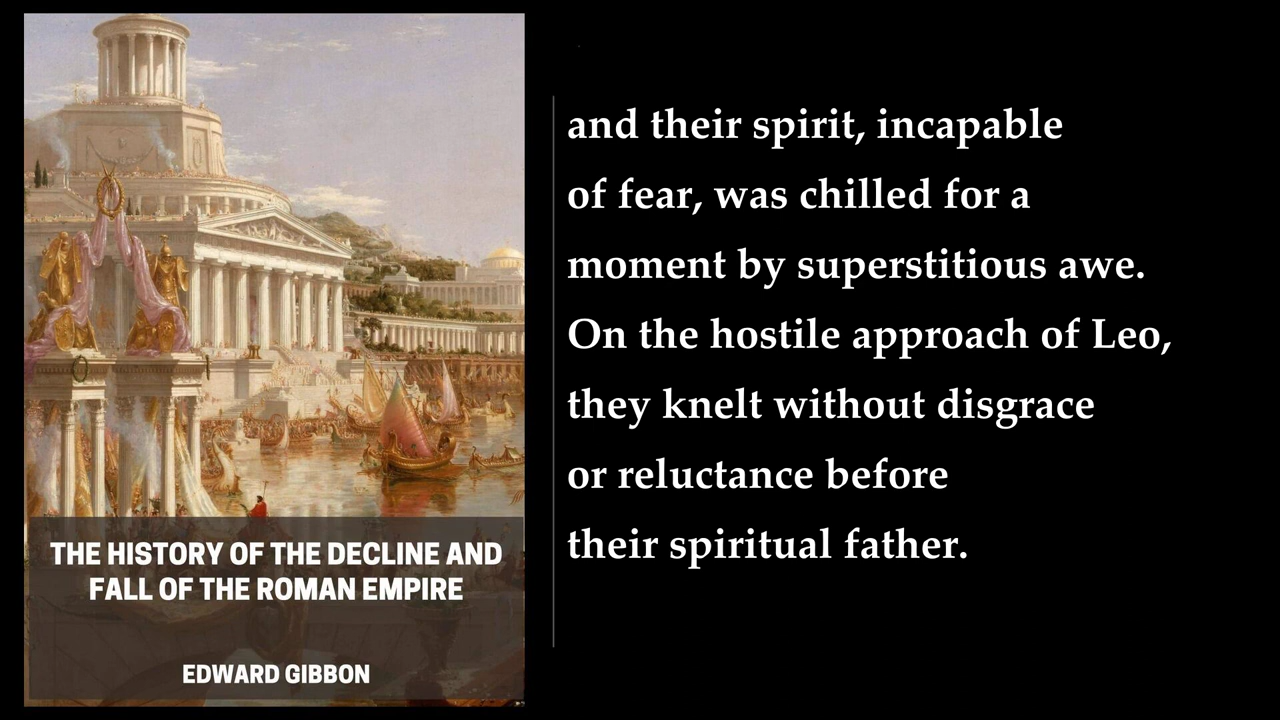 THE HISTORY OF THE DECLINE AND
FALL OF THE ROMAN EMPIRE
EDWARD GIBBON
and their spirit, incapable
of fear, was chilled for a
moment by superstitious awe.
On the hostile approach of Leo,
they knelt without disgrace
or reluctance before
their spiritual father.